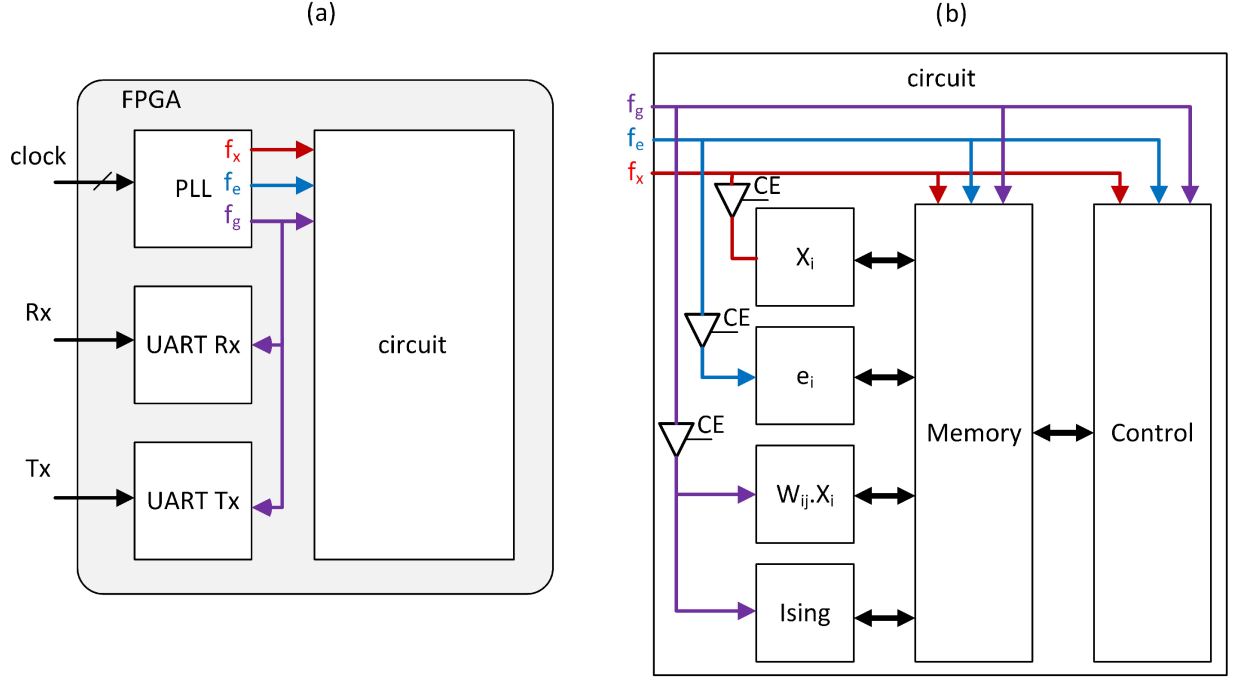 (a)
FPGA
clock
PLL
fx
fe
fg
Rx
UART Rx
circuit
Tx
UART Tx
(b)
circuit
fg
fe
fx
CE
Xi
CE
ei
CE
Memory
Control
Wij.Xi
Ising